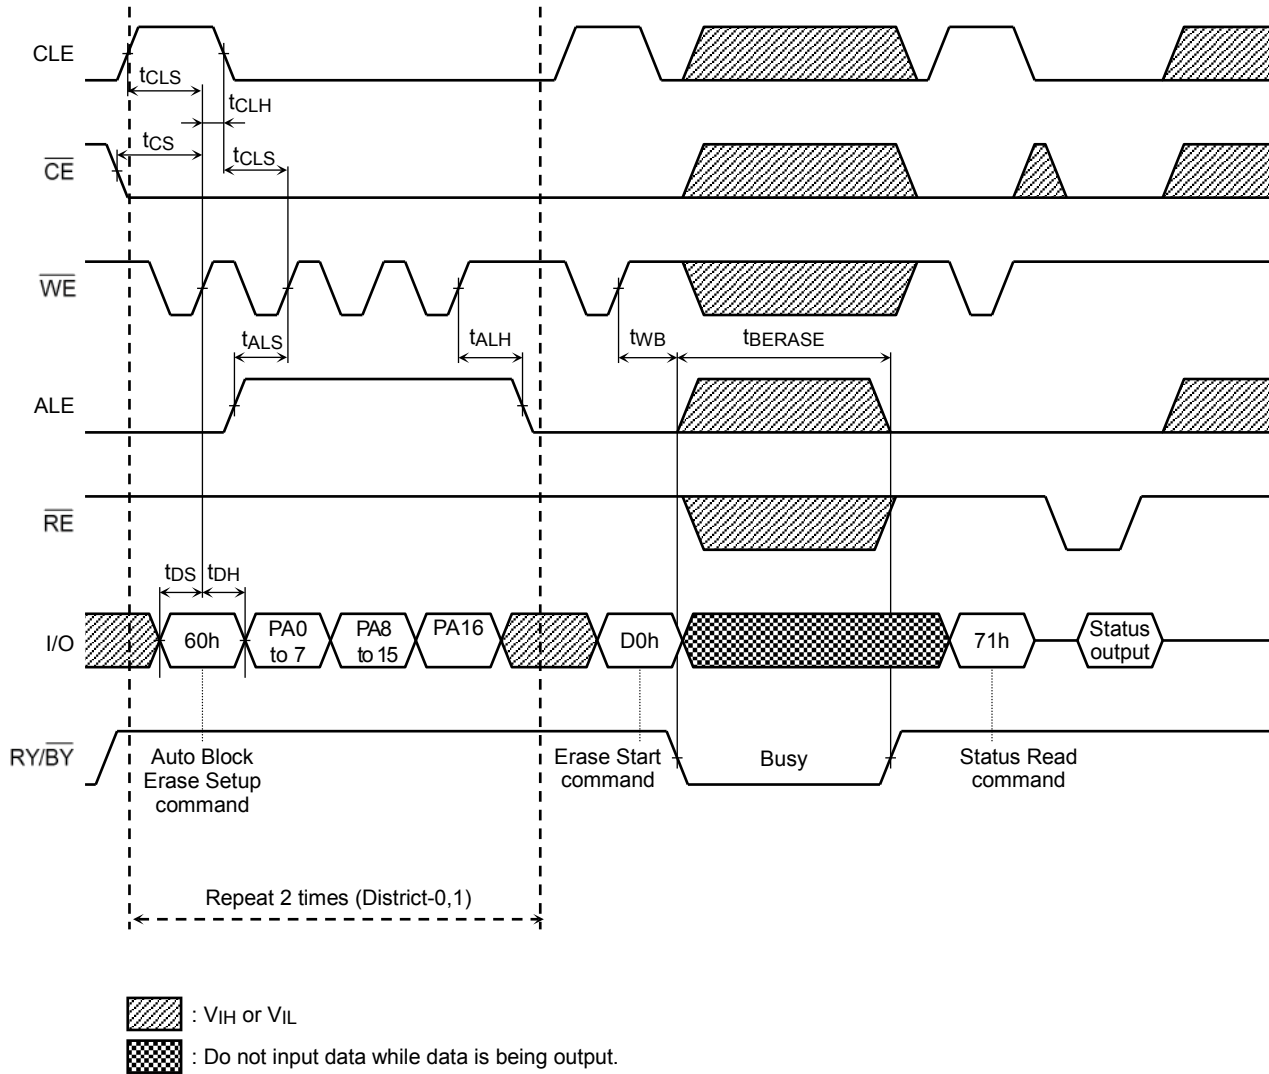 CLE
tCLS
tCLH
tCS
tCLS
CE
WE
tALS
tALH
tWB
tBERASE
ALE
RE
tDS
tDH
I/O
60h
PA0
to 7
PA8
to 15
PA16
D0h
71h
Status
output
RY/BY
Auto Block
Erase Setup
command
Erase Start
command
Busy
Status Read
command
Repeat 2 times (District-0,1)
: VIH or VIL
: Do not input data while data is being output.